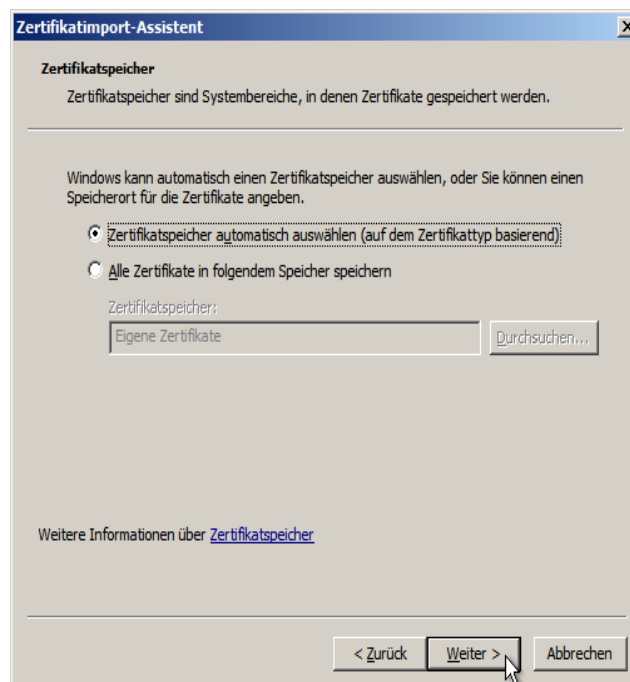 Zertifikatimport-Assistent
Zertifikatspeicher
Zertifikatspeicher sind Systembereiche, in denen Zertifikate gespeichert werden.
Windows kann automatisch einen Zertifikatspeicher auswählen, oder Sie können einen
Speicherort für die Zertifikate angeben.
Zertifikatspeicher automatisch auswählen (auf dem Zertifikattyp basierend)
Alle Zertifikate in folgendem Speicher speichern
Zertifikatspeicher:
Eigene Zertifikate
Durchsuchen...
Weitere Informationen über Zertifikatspeicher
< Zurück Weiter > Abbrechen